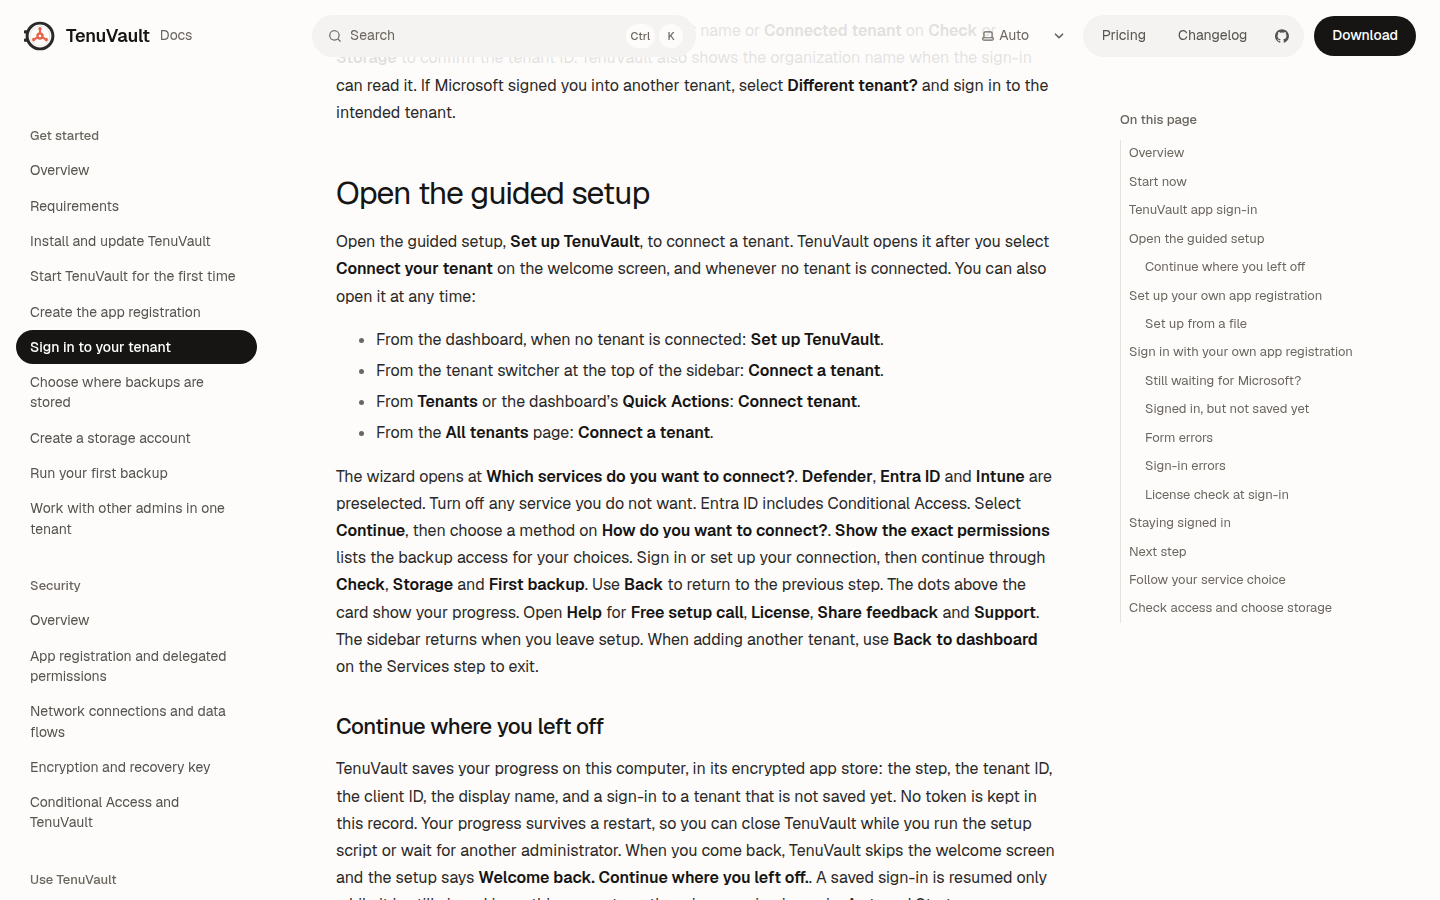 TenuVault Docs
Search
Ctrl K
Auto
Pricing
Changelog
Download
Get started
Overview
Requirements
Install and update TenuVault
Start TenuVault for the first time
Create the app registration
Sign in to your tenant
Choose where backups are
stored
Create a storage account
Run your first backup
Work with other admins in one
tenant
Security
Overview
App registration and delegated
permissions
Network connections and data
flows
Encryption and recovery key
Conditional Access and
TenuVault
Use TenuVault
name or Connected tenant on Check or
Storage to confirm the tenant ID. TenuVault also shows the organization name when the sign-in
can read it. If Microsoft signed you into another tenant, select Different tenant? and sign in to the
intended tenant.
Open the guided setup
Open the guided setup, Set up TenuVault, to connect a tenant. TenuVault opens it after you select
Connect your tenant on the welcome screen, and whenever no tenant is connected. You can also
open it at any time:
• From the dashboard, when no tenant is connected: Set up TenuVault.
• From the tenant switcher at the top of the sidebar: Connect a tenant.
• From Tenants or the dashboard’s Quick Actions: Connect tenant.
• From the All tenants page: Connect a tenant.
The wizard opens at Which services do you want to connect?. Defender, Entra ID and Intune are
preselected. Turn off any service you do not want. Entra ID includes Conditional Access. Select
Continue, then choose a method on How do you want to connect?. Show the exact permissions
lists the backup access for your choices. Sign in or set up your connection, then continue through
Check, Storage and First backup. Use Back to return to the previous step. The dots above the
card show your progress. Open Help for Free setup call, License, Share feedback and Support.
The sidebar returns when you leave setup. When adding another tenant, use Back to dashboard
on the Services step to exit.
Continue where you left off
TenuVault saves your progress on this computer, in its encrypted app store: the step, the tenant ID,
the client ID, the display name, and a sign-in to a tenant that is not saved yet. No token is kept in
this record. Your progress survives a restart, so you can close TenuVault while you run the setup
script or wait for another administrator. When you come back, TenuVault skips the welcome screen
and the setup says Welcome back. Continue where you left off.. A saved sign-in is resumed only
On this page
Overview
Start now
TenuVault app sign-in
Open the guided setup
Continue where you left off
Set up your own app registration
Set up from a file
Sign in with your own app registration
Still waiting for Microsoft?
Signed in, but not saved yet
Form errors
Sign-in errors
License check at sign-in
Staying signed in
Next step
Follow your service choice
Check access and choose storage